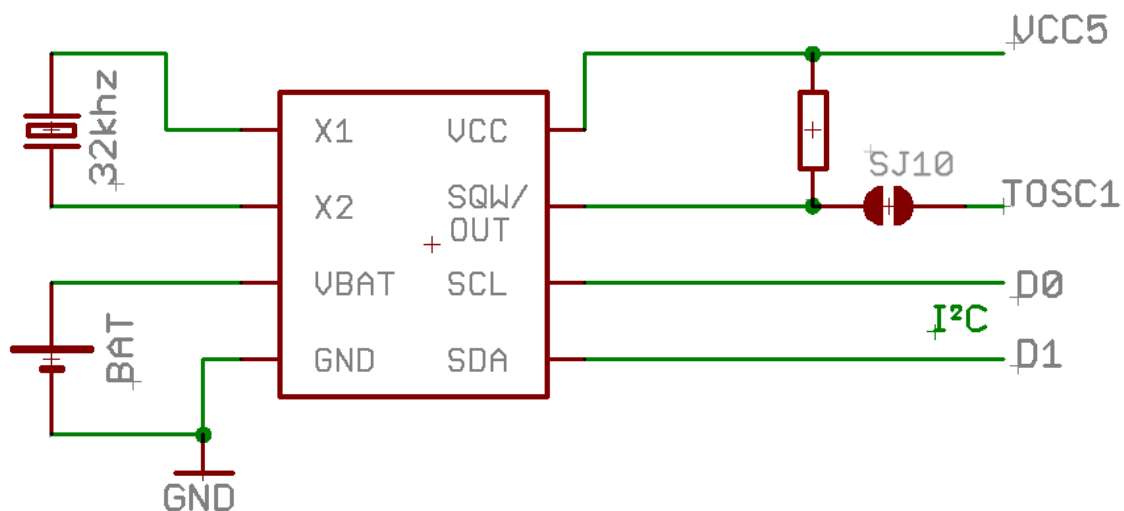 VCC5
32khz
X1
VCC
SJ10
X2
SQW/
OUT
TOSC1
VBAT
SCL
D0
I²C
BAT
GND
SDA
D1
GND